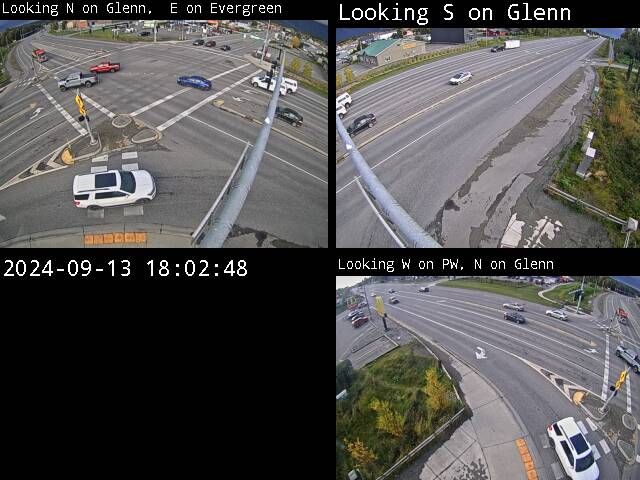 Looking N on Glenn, E on Evergreen
Looking S on Glenn
2024-09-13 18:02:48
Looking W on PW, N on Glenn